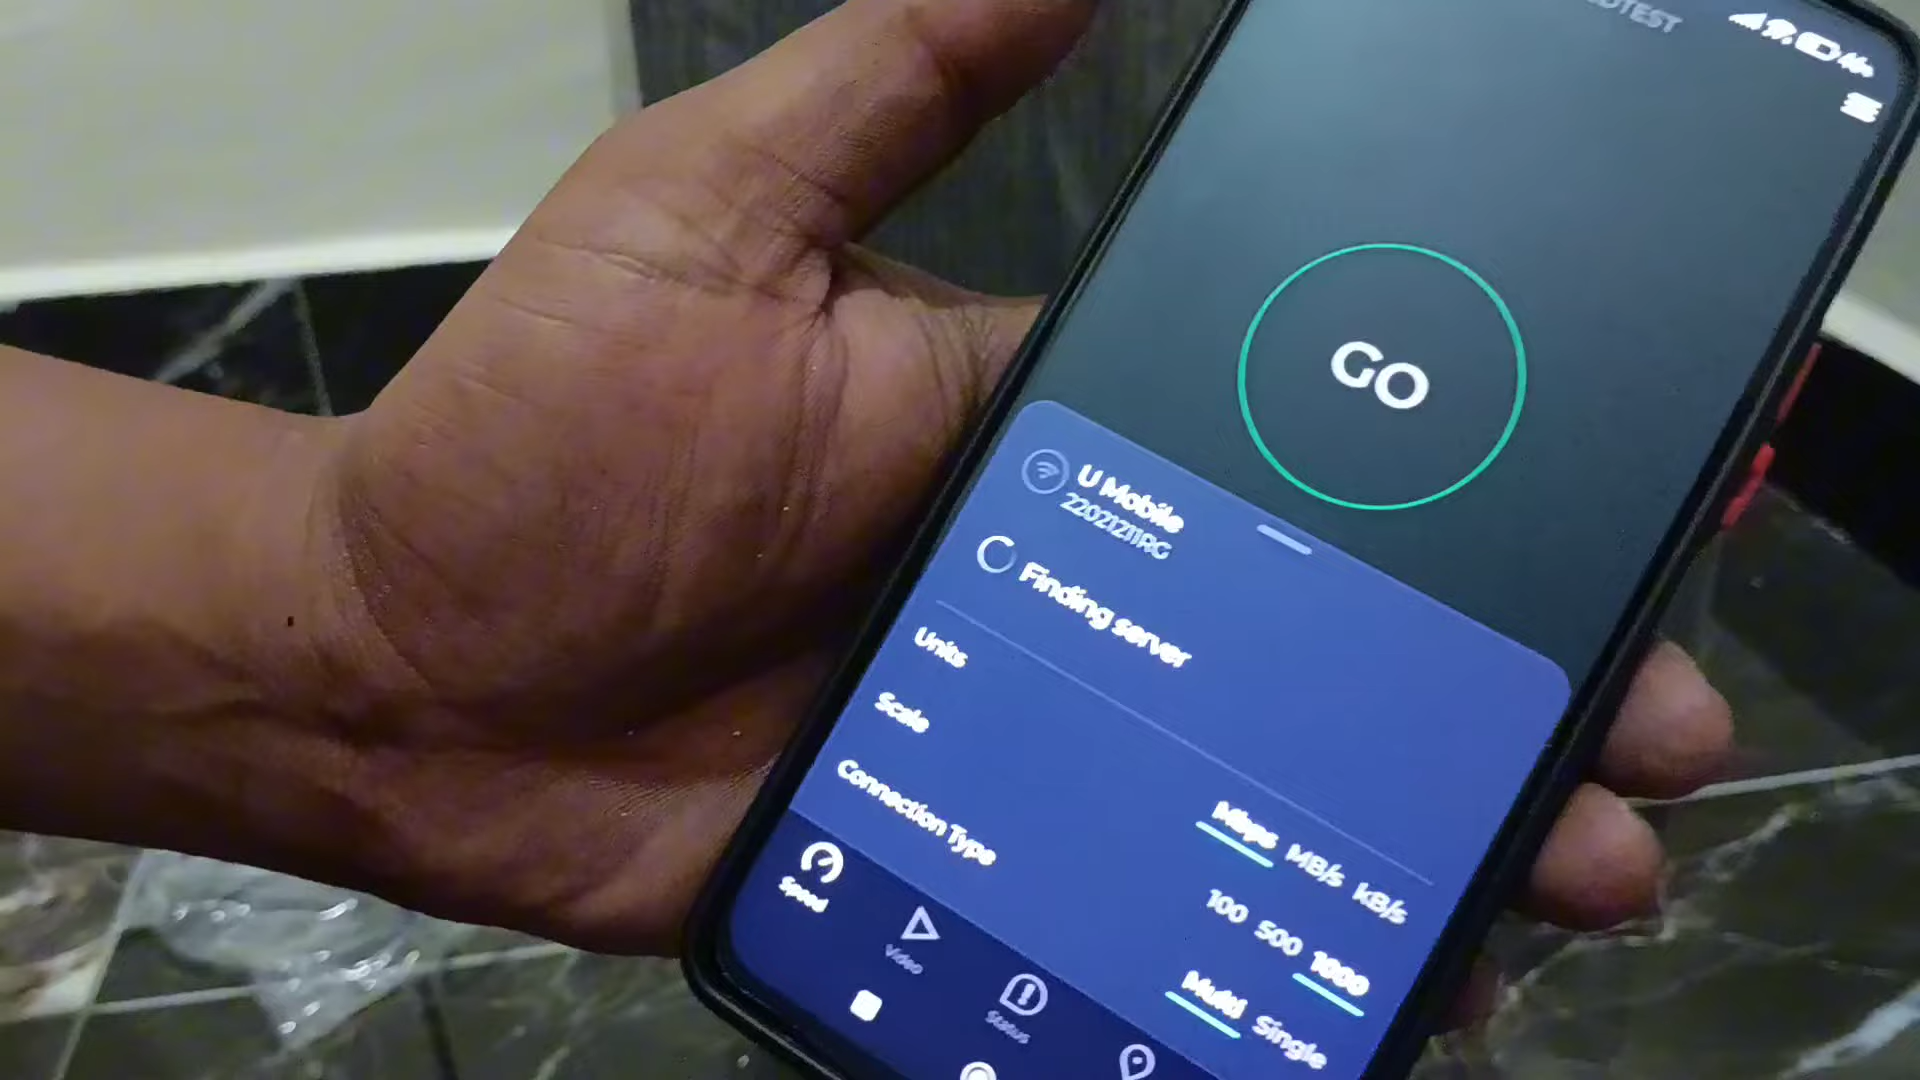 GO
U Mobile
22021211RG
Finding server
Units
Mbps MB/s kB/s
Scale
100 500 1000
Connection Type
Multi Single
Speed
Video
Status